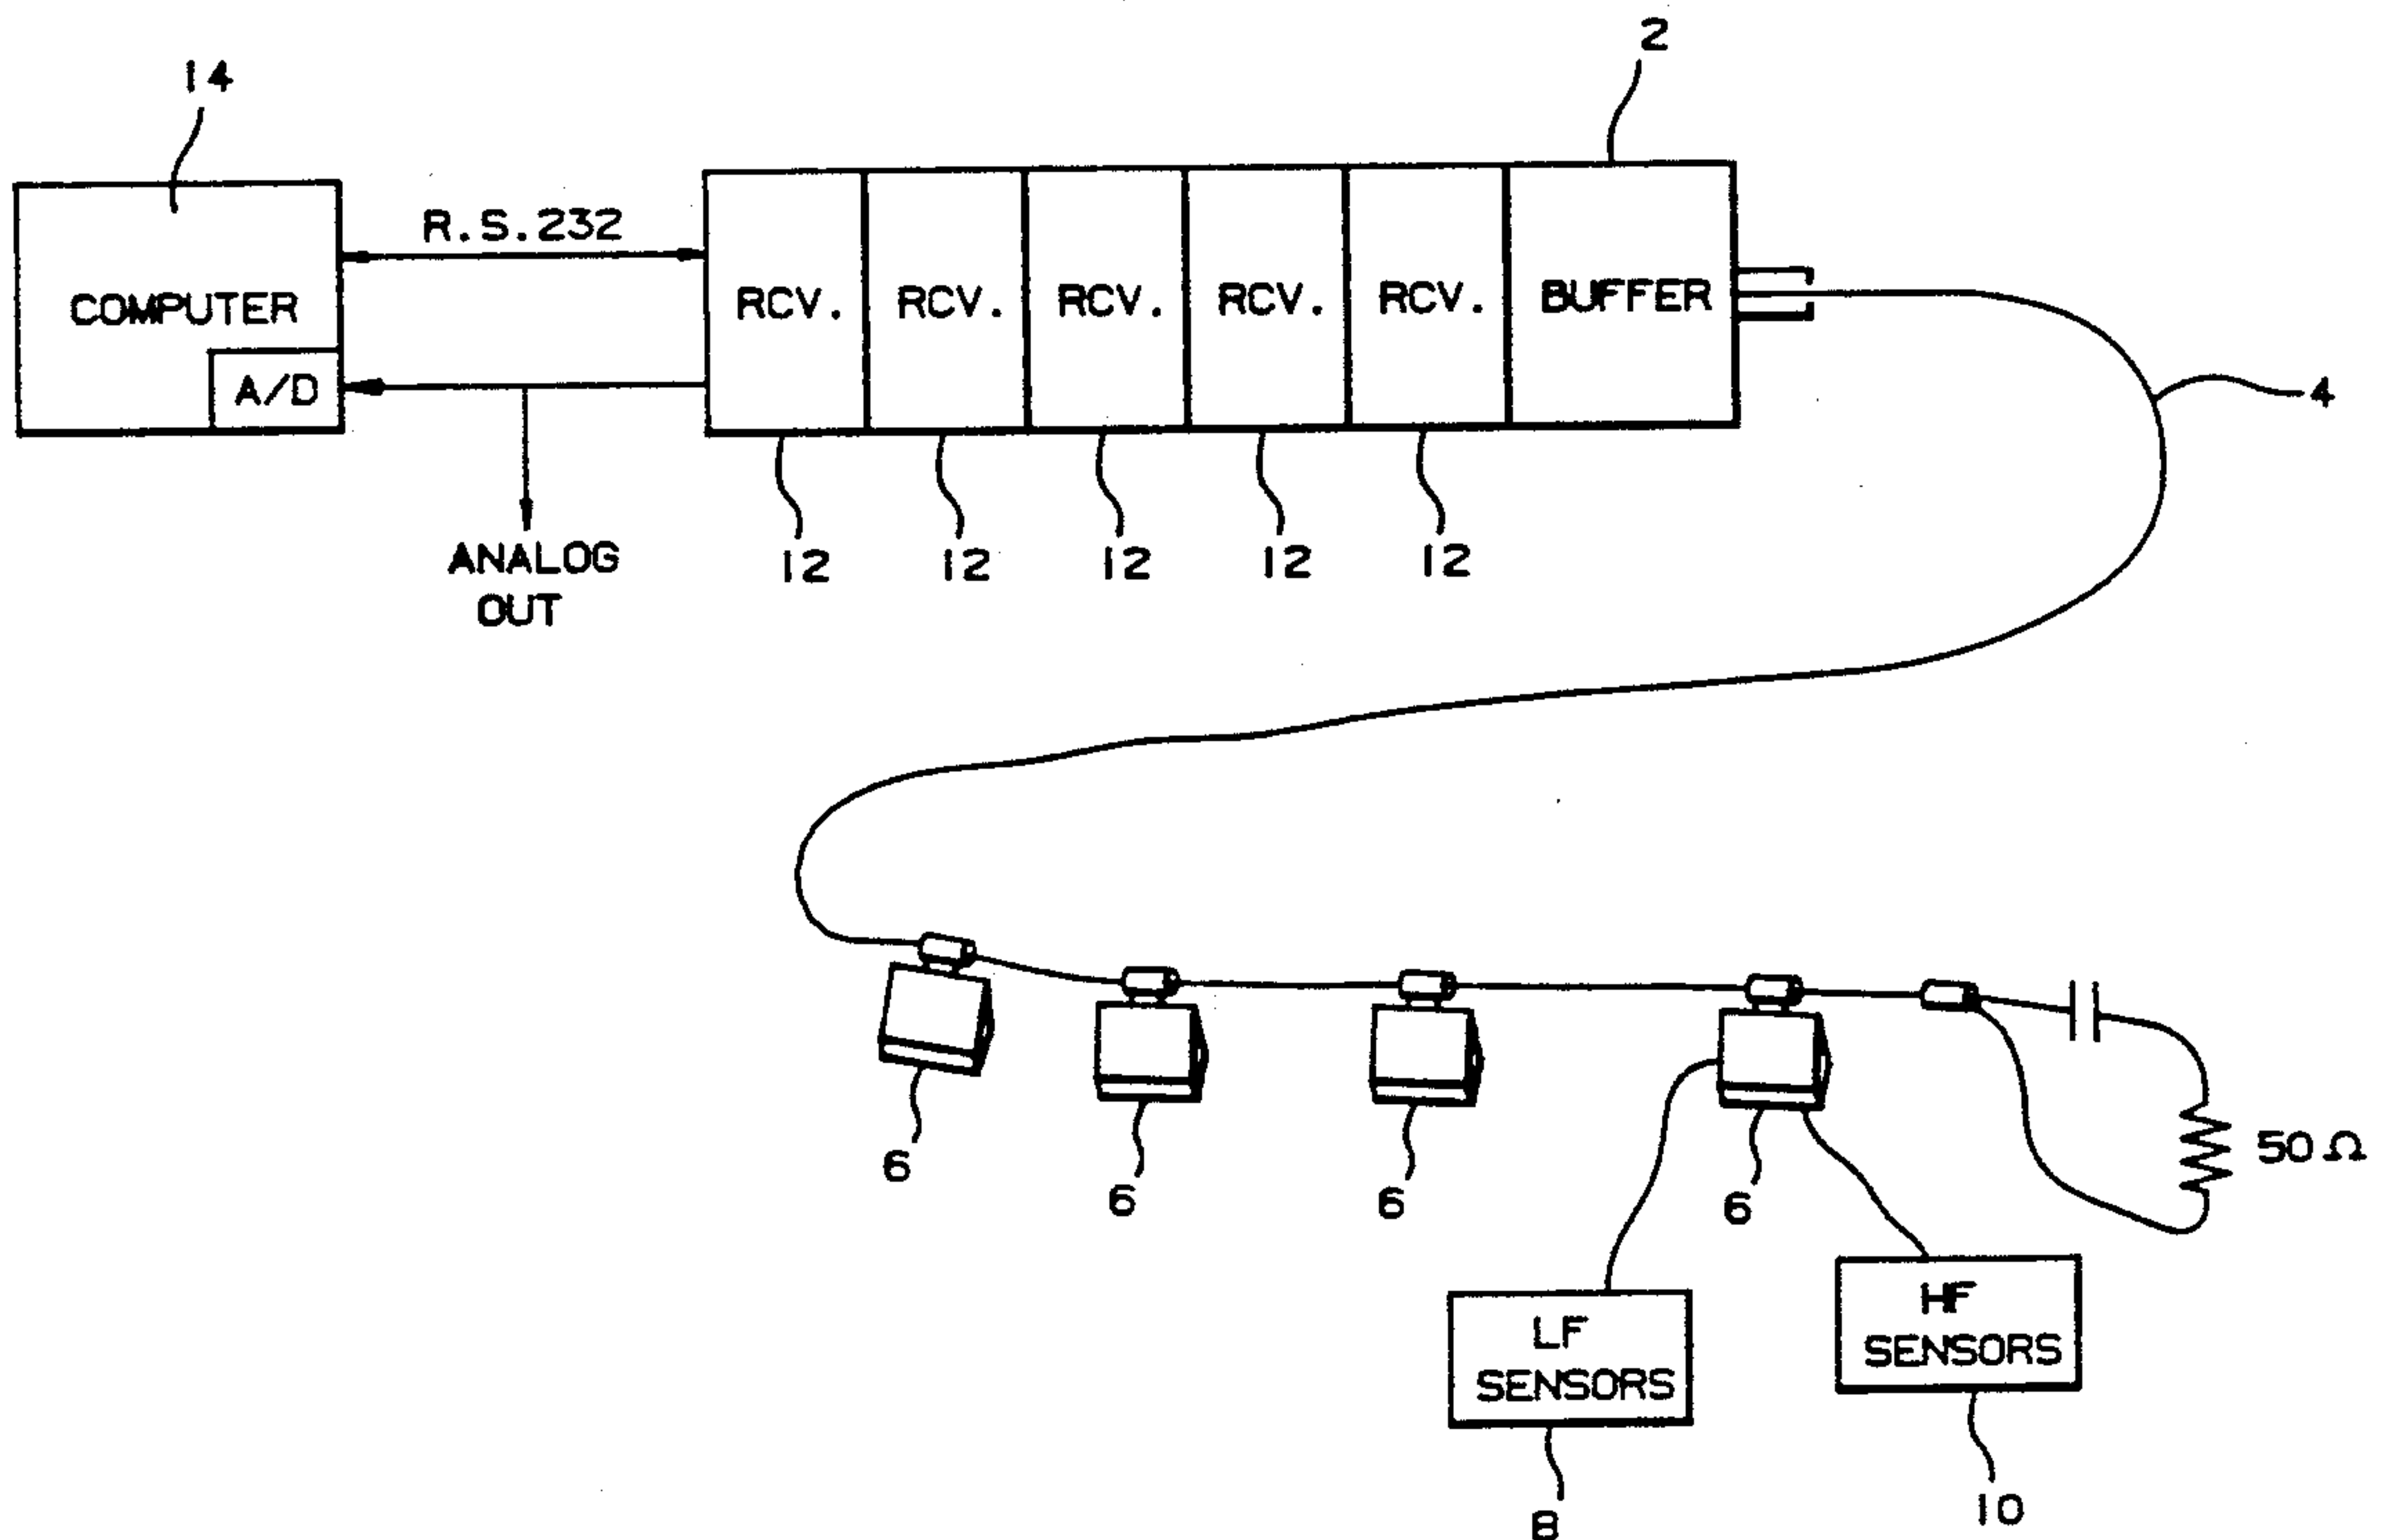 2
14
R.S.232
COMPUTER
A/D
RCV.
RCV.
RCV.
RCV.
RCV.
BUFFER
4
ANALOG
OUT
12
12
12
12
12
6
6
6
6
50 Ω
LF
SENSORS
HF
SENSORS
8
10